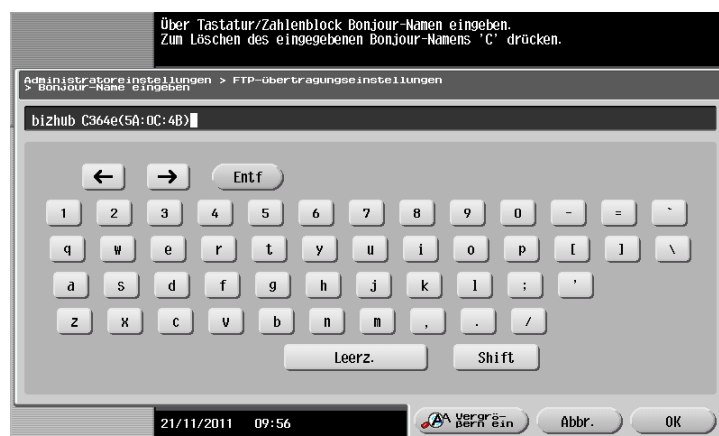 Über Tastatur/Zahlenblock Bonjour-Namen eingeben.
Zum Löschen des eingegebenen Bonjour-Namens 'C' drücken.
Administratoreinstellungen > FTP-Übertragungseinstellungen
> Bonjour-Name eingeben
bizhub C364e(5A:0C:4B)
← → Entf
1 2 3 4 5 6 7 8 9 0 - = `
q w e r t y u i o p [ ] \
a s d f g h j k l ; '
z x c v b n m , . /
Leerz. Shift
21/11/2011 09:56
AA Vergrö-
ßern ein
Abbr.
OK